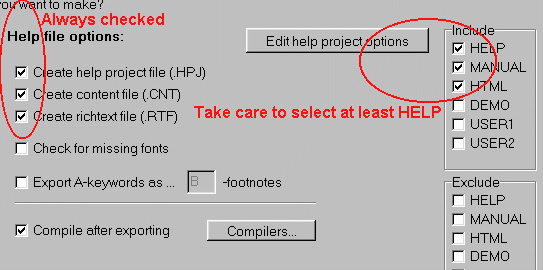 you want to make?
Always checked
Help file options:
Edit help project options
Include
HELP
Create help project file (.HPJ)
MANUAL
Create content file (.CNT)
HTML
Create richtext file (.RTF)
Take care to select at least HELP
DEMO
USER1
Check for missing fonts
USER2
Export A-keywords as ... B -footnotes
Exclude
HELP
MANUAL
Compile after exporting
Compilers...
HTML
DEMO